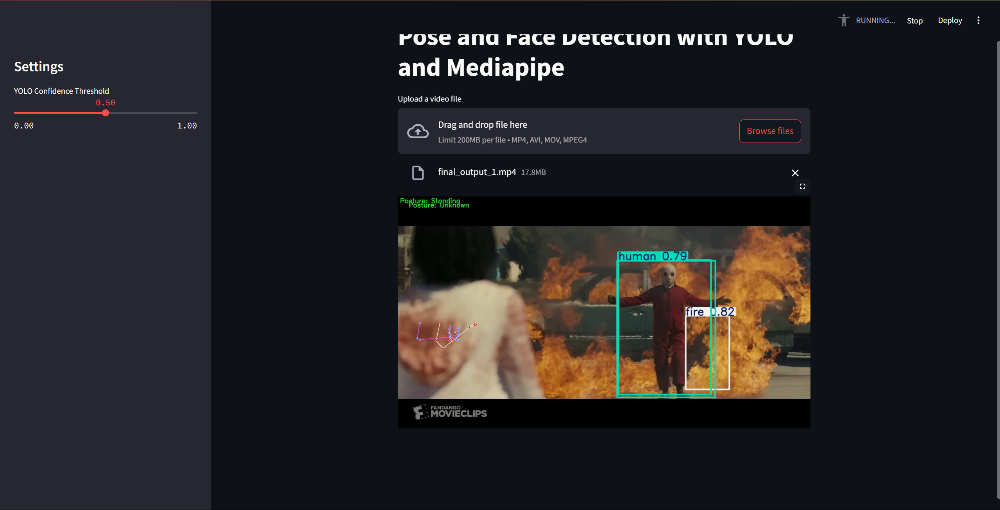 RUNNING...
Stop
Deploy
Pose and Face Detection with YOLO
and Mediapipe
Settings
YOLO Confidence Threshold
0.50
0.00
1.00
Upload a video file
Drag and drop file here
Limit 200MB per file • MP4, AVI, MOV, MPEG4
Browse files
final_output_1.mp4 17.8MB
Posture: Standing
Posture: Unknown
human 0.79
fire 0.82
FANDANGO
MOVIECLIPS